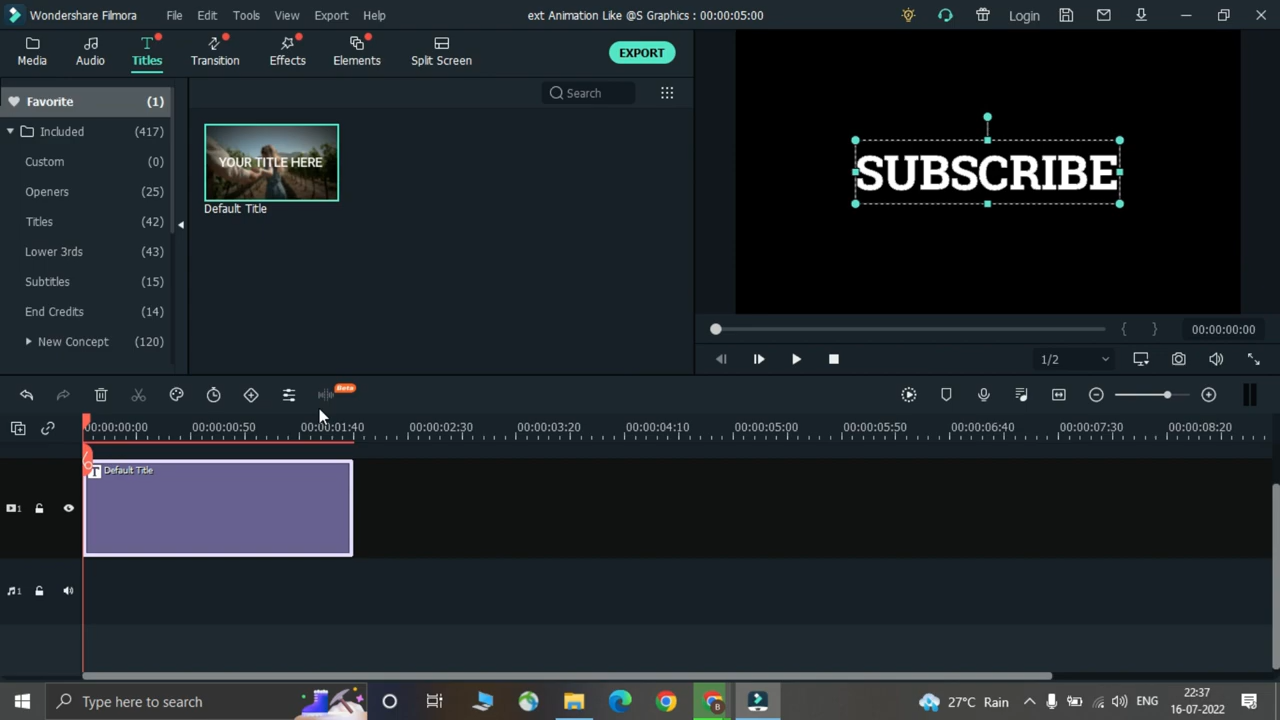 Wondershare Filmora File Edit Tools View Export Help ext Animation Like @S Graphics : 00:00:05:00 Login
Media Audio Titles Transition Effects Elements Split Screen EXPORT
Favorite (1)
Search
Included (417)
Custom (0)
Openers (25)
Titles (42)
Lower 3rds (43)
Subtitles (15)
End Credits (14)
New Concept (120)
YOUR TITLE HERE
Default Title
SUBSCRIBE
{ } 00:00:00:00
1/2
Beta
00:00:00:00 00:00:00:50 00:00:01:40 00:00:02:30 00:00:03:20 00:00:04:10 00:00:05:00 00:00:05:50 00:00:06:40 00:00:07:30 00:00:08:20
T Default Title
1
1
Type here to search
B
27°C Rain
ENG
22:37
16-07-2022